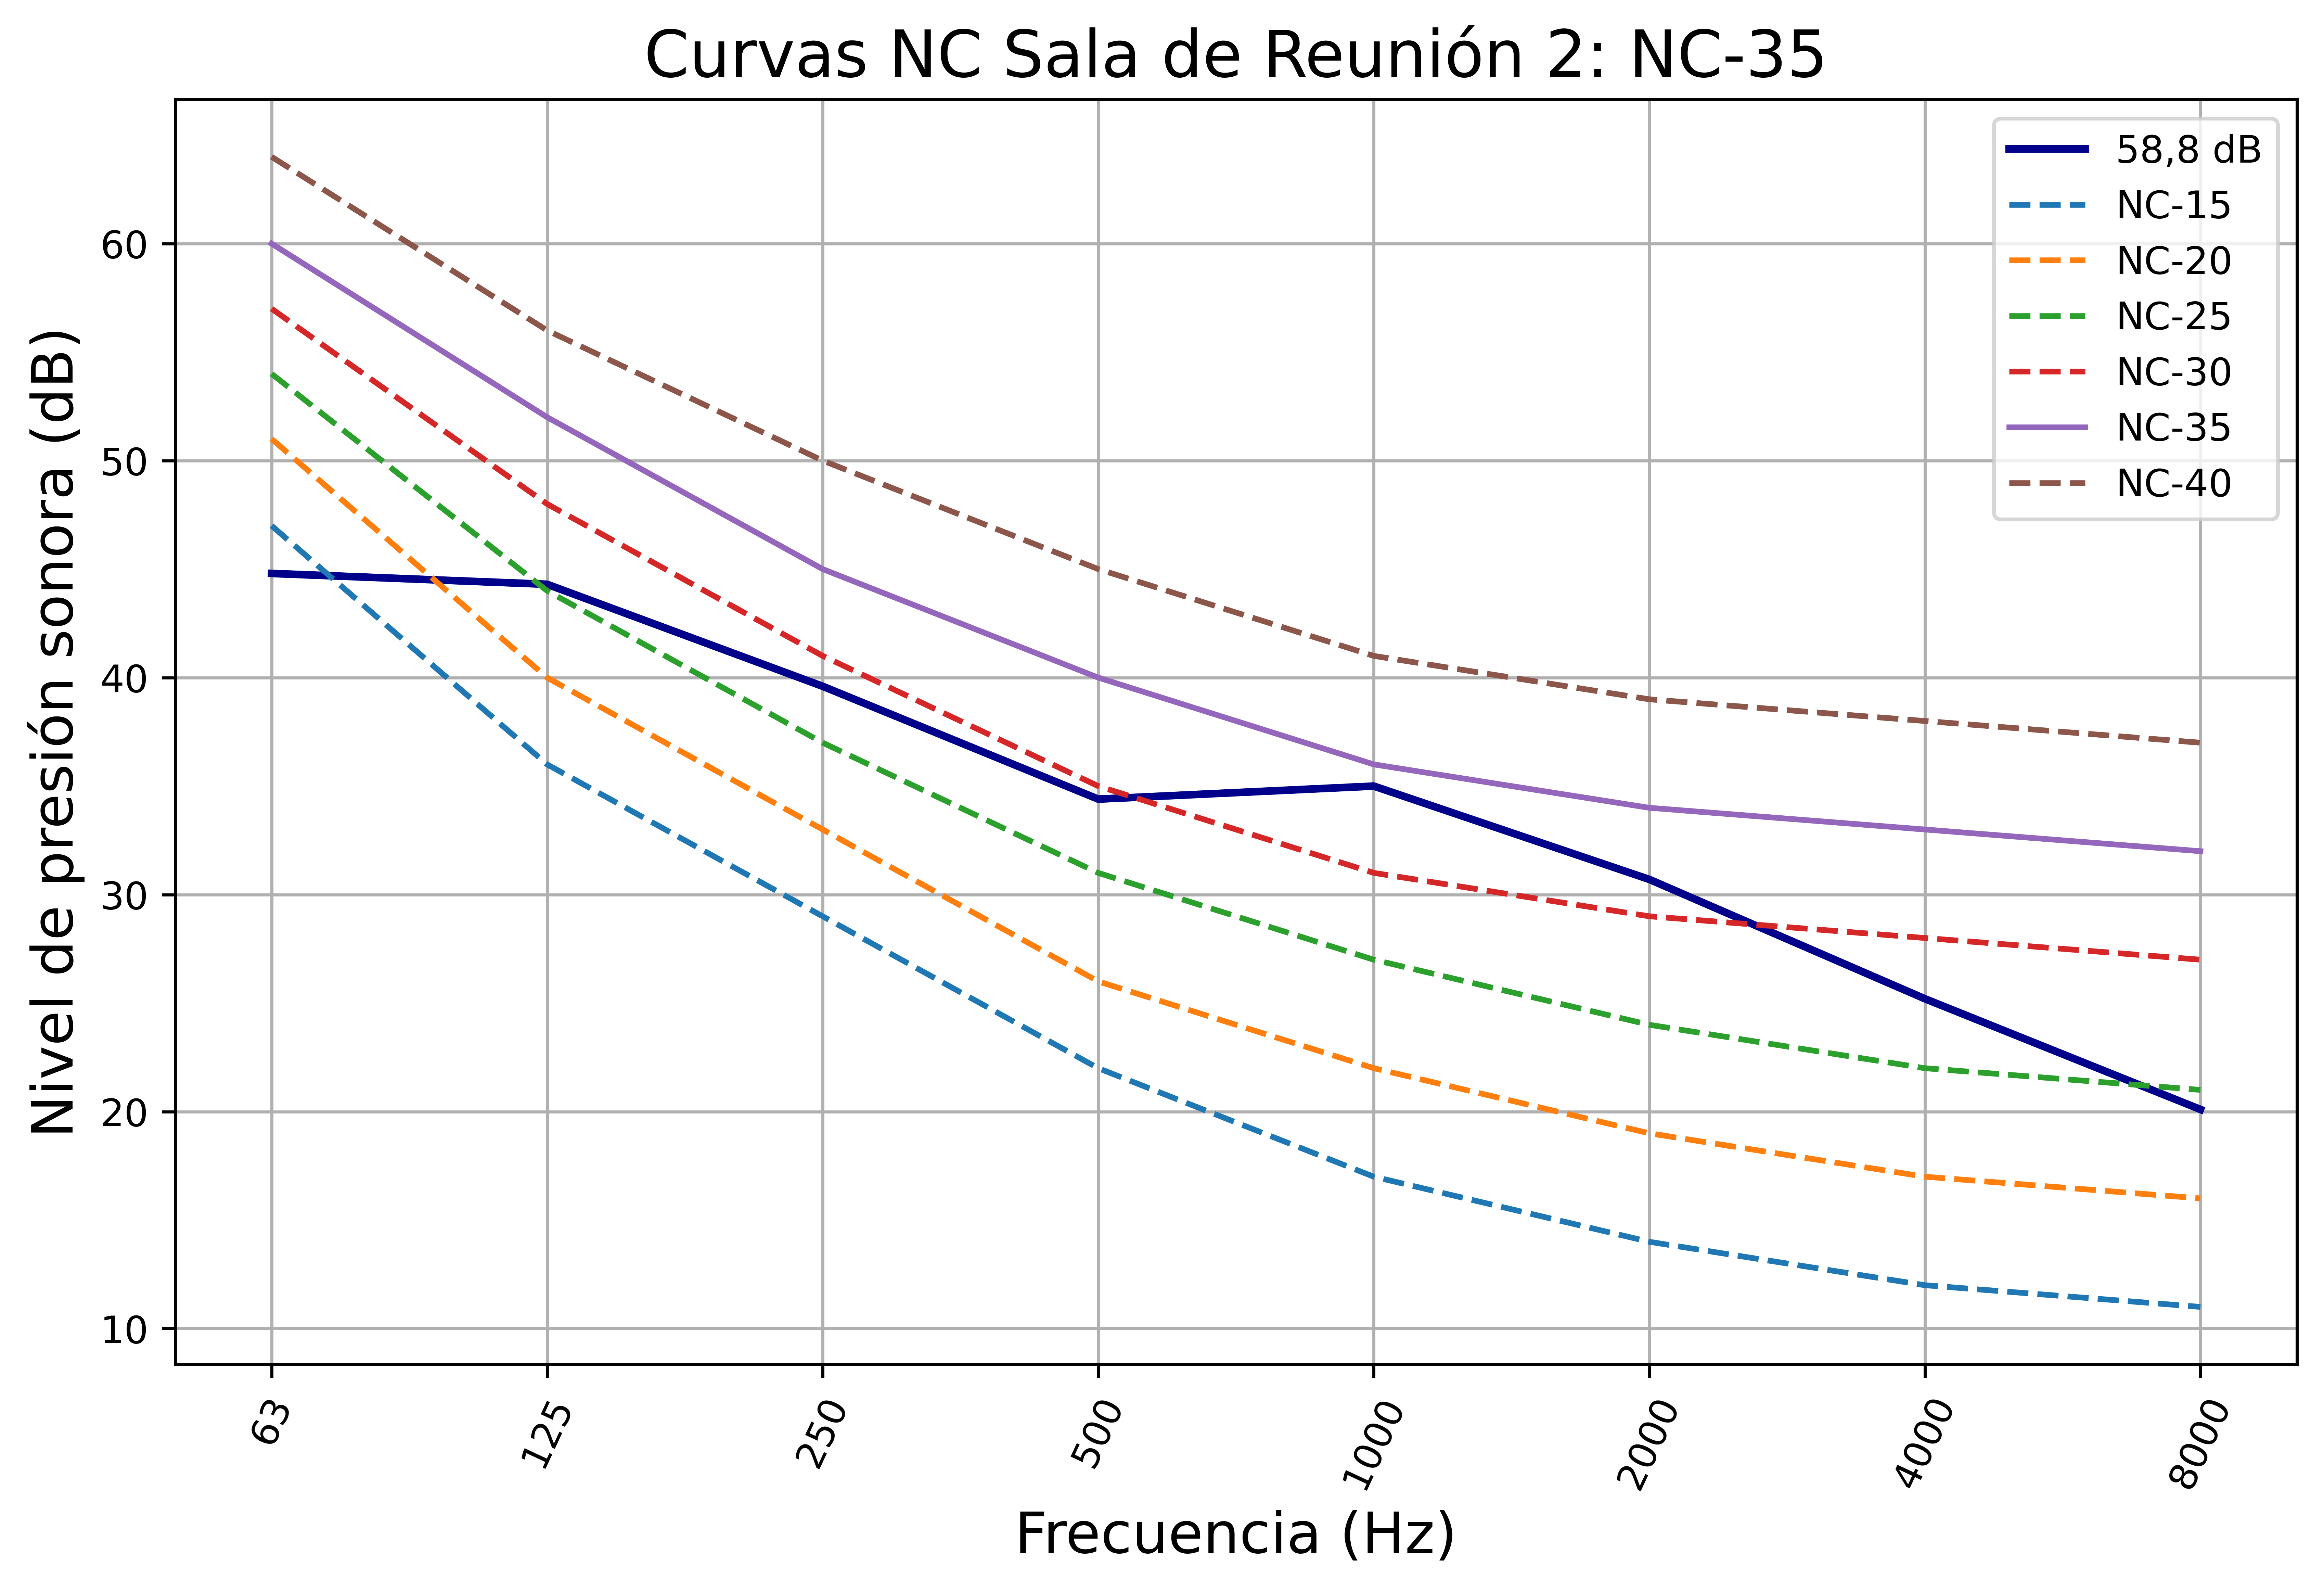 Curvas NC Sala de Reunión 2: NC-35
58,8 dB
NC-15
NC-20
NC-25
NC-30
NC-35
NC-40
Nivel de presión sonora (dB)
60
50
40
30
20
10
63
125
250
500
1000
2000
4000
8000
Frecuencia (Hz)